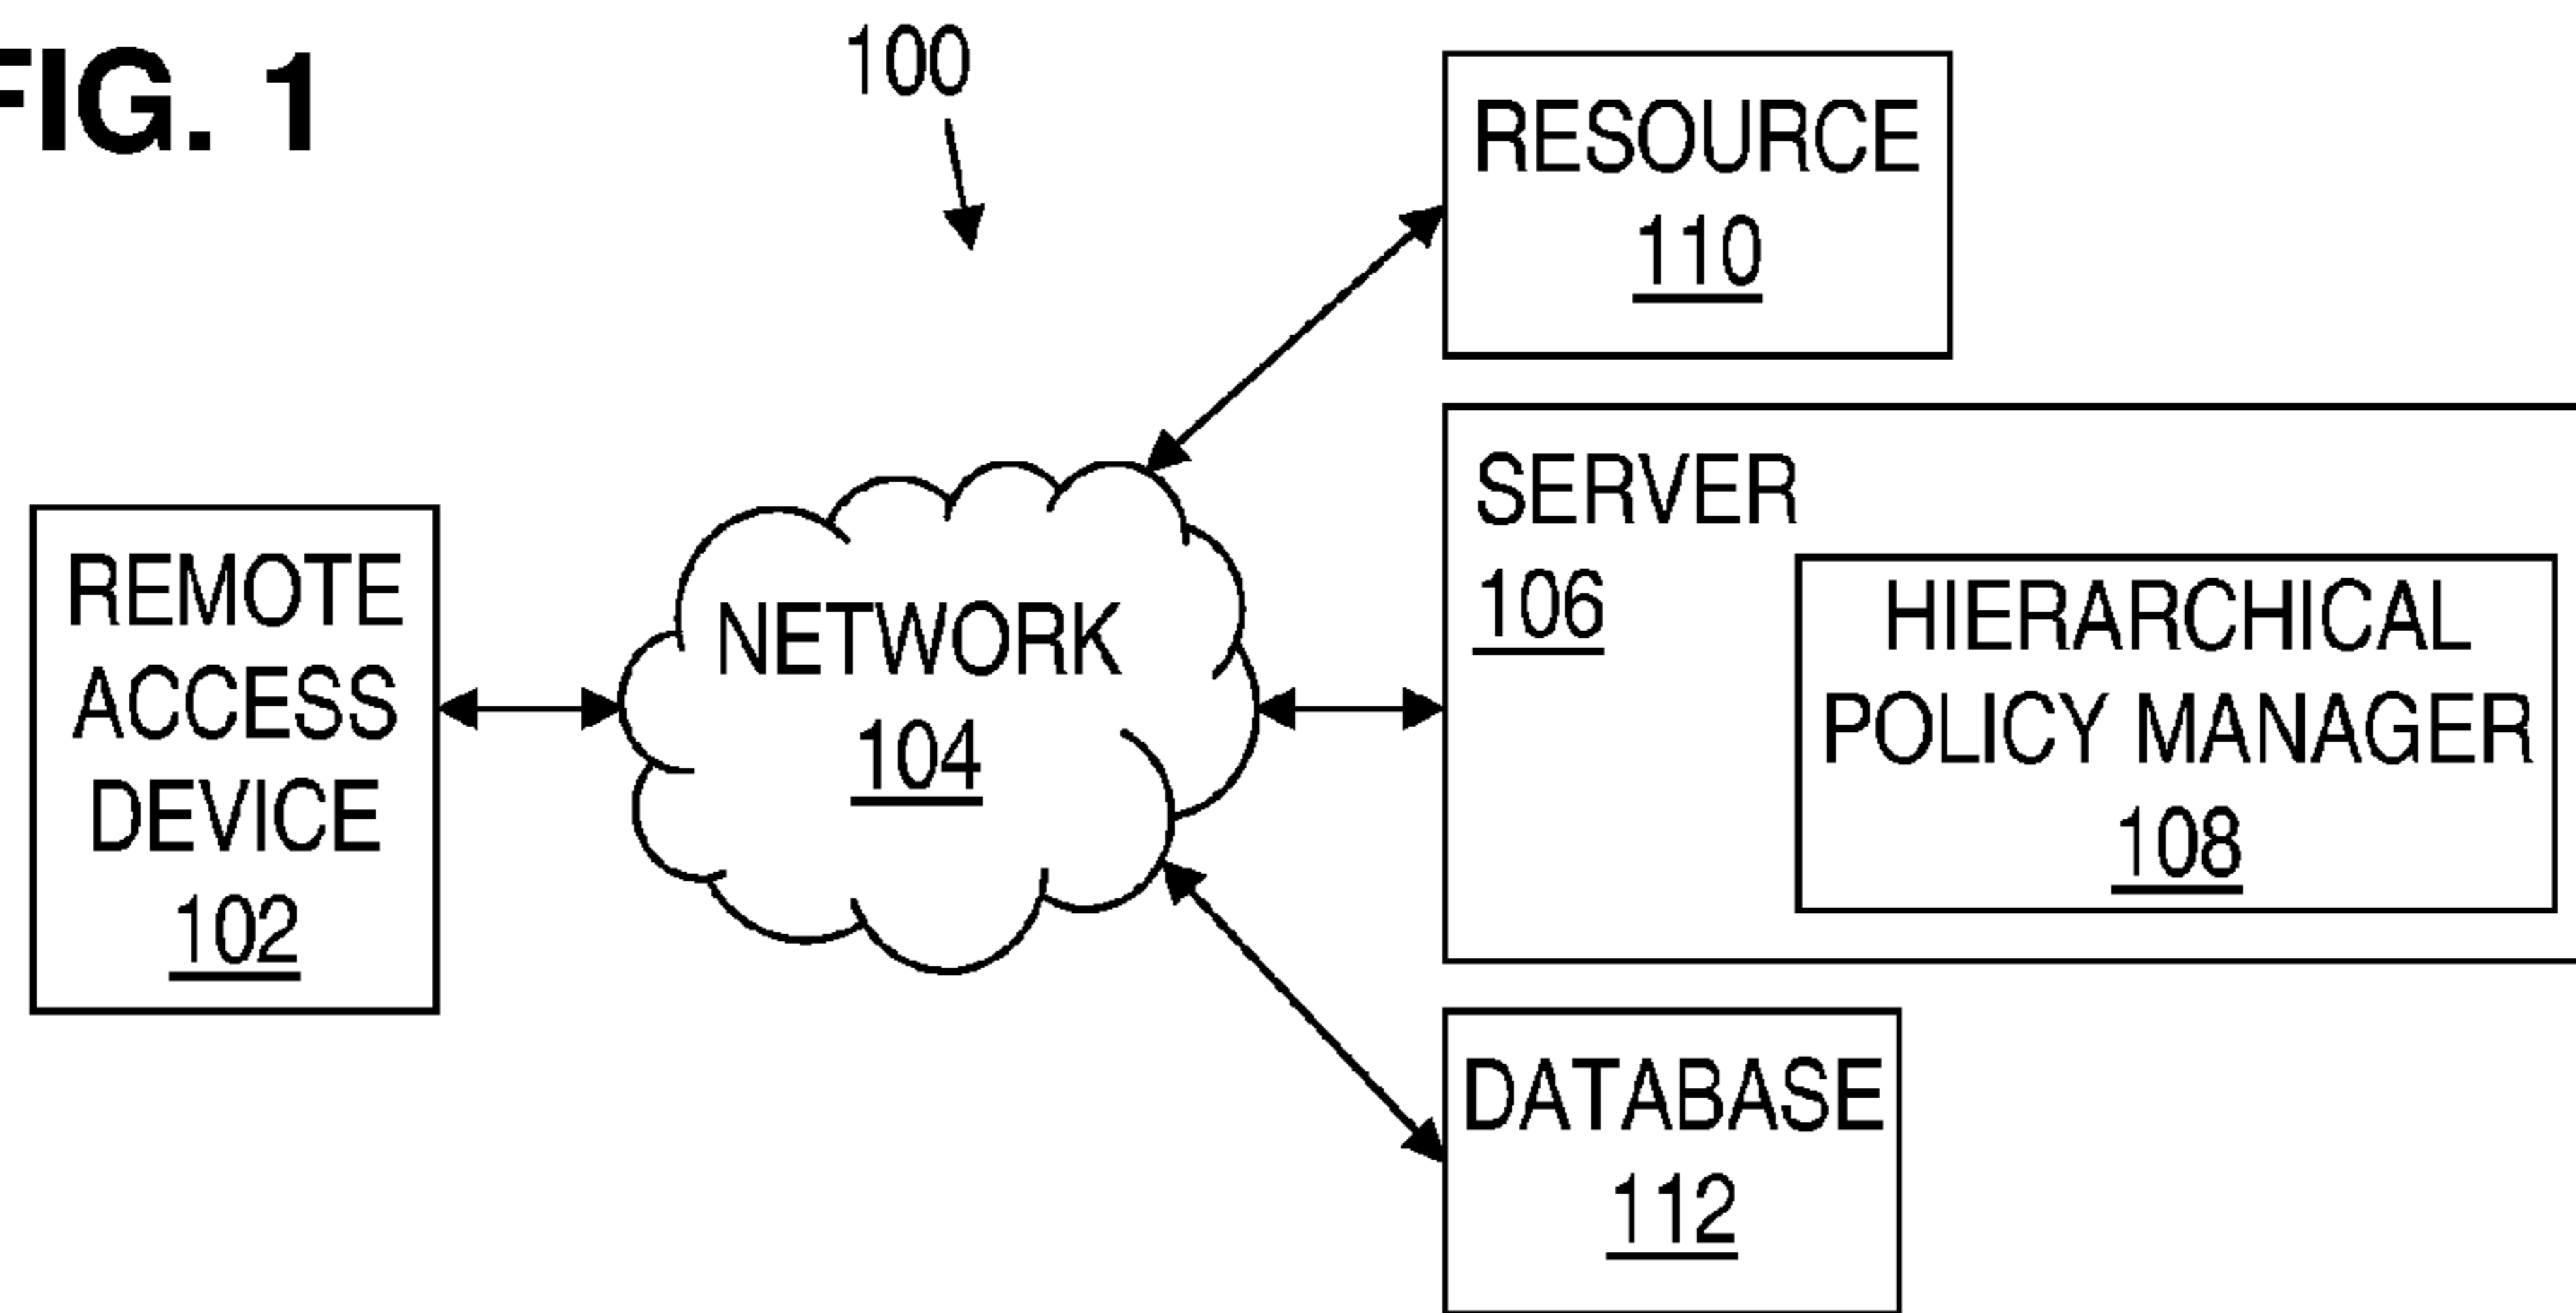 FIG. 1
100
RESOURCE
110
SERVER
106
HIERARCHICAL
POLICY MANAGER
108
REMOTE
ACCESS
DEVICE
102
NETWORK
104
DATABASE
112